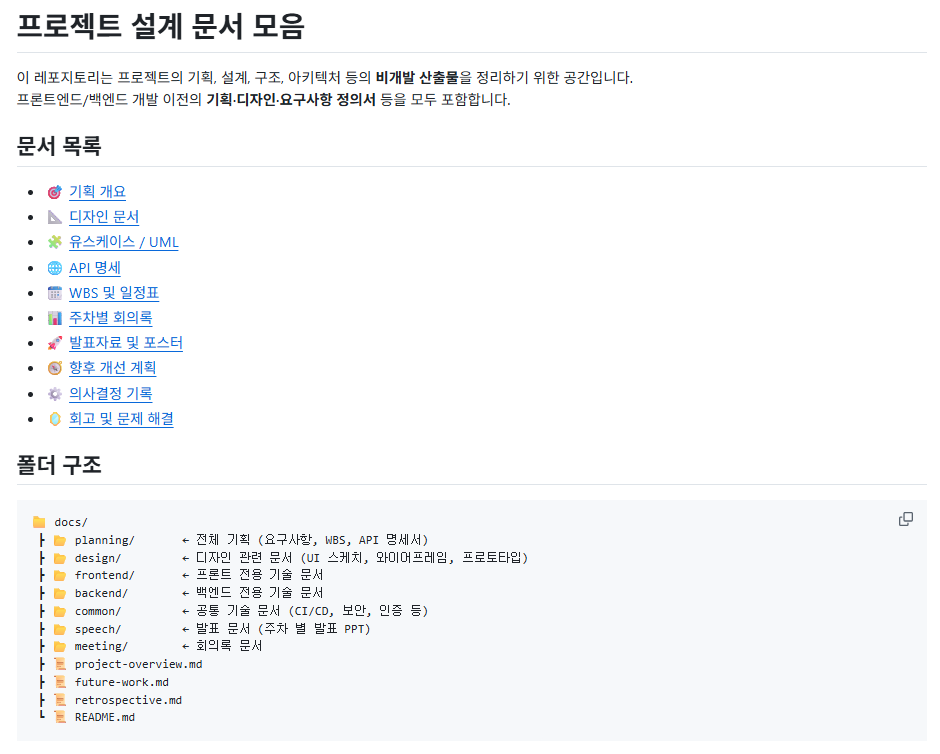 프로젝트 설계 문서 모음
이 레포지토리는 프로젝트의 기획, 설계, 구조, 아키텍처 등의 비개발 산출물을 정리하기 위한 공간입니다.
프론트엔드/백엔드 개발 이전의 기획·디자인·요구사항 정의서 등을 모두 포함합니다.
문서 목록
기획 개요
디자인 문서
유스케이스 / UML
API 명세
WBS 및 일정표
주차별 회의록
발표자료 및 포스터
향후 개선 계획
의사결정 기록
회고 및 문제 해결
폴더 구조
docs/
planning/ ← 전체 기획 (요구사항, WBS, API 명세서)
design/ ← 디자인 관련 문서 (UI 스케치, 와이어프레임, 프로토타입)
frontend/ ← 프론트 전용 기술 문서
backend/ ← 백엔드 전용 기술 문서
common/ ← 공통 기술 문서 (CI/CD, 보안, 인증 등)
speech/ ← 발표 문서 (주차 별 발표 PPT)
meeting/ ← 회의록 문서
project-overview.md
future-work.md
retrospective.md
README.md